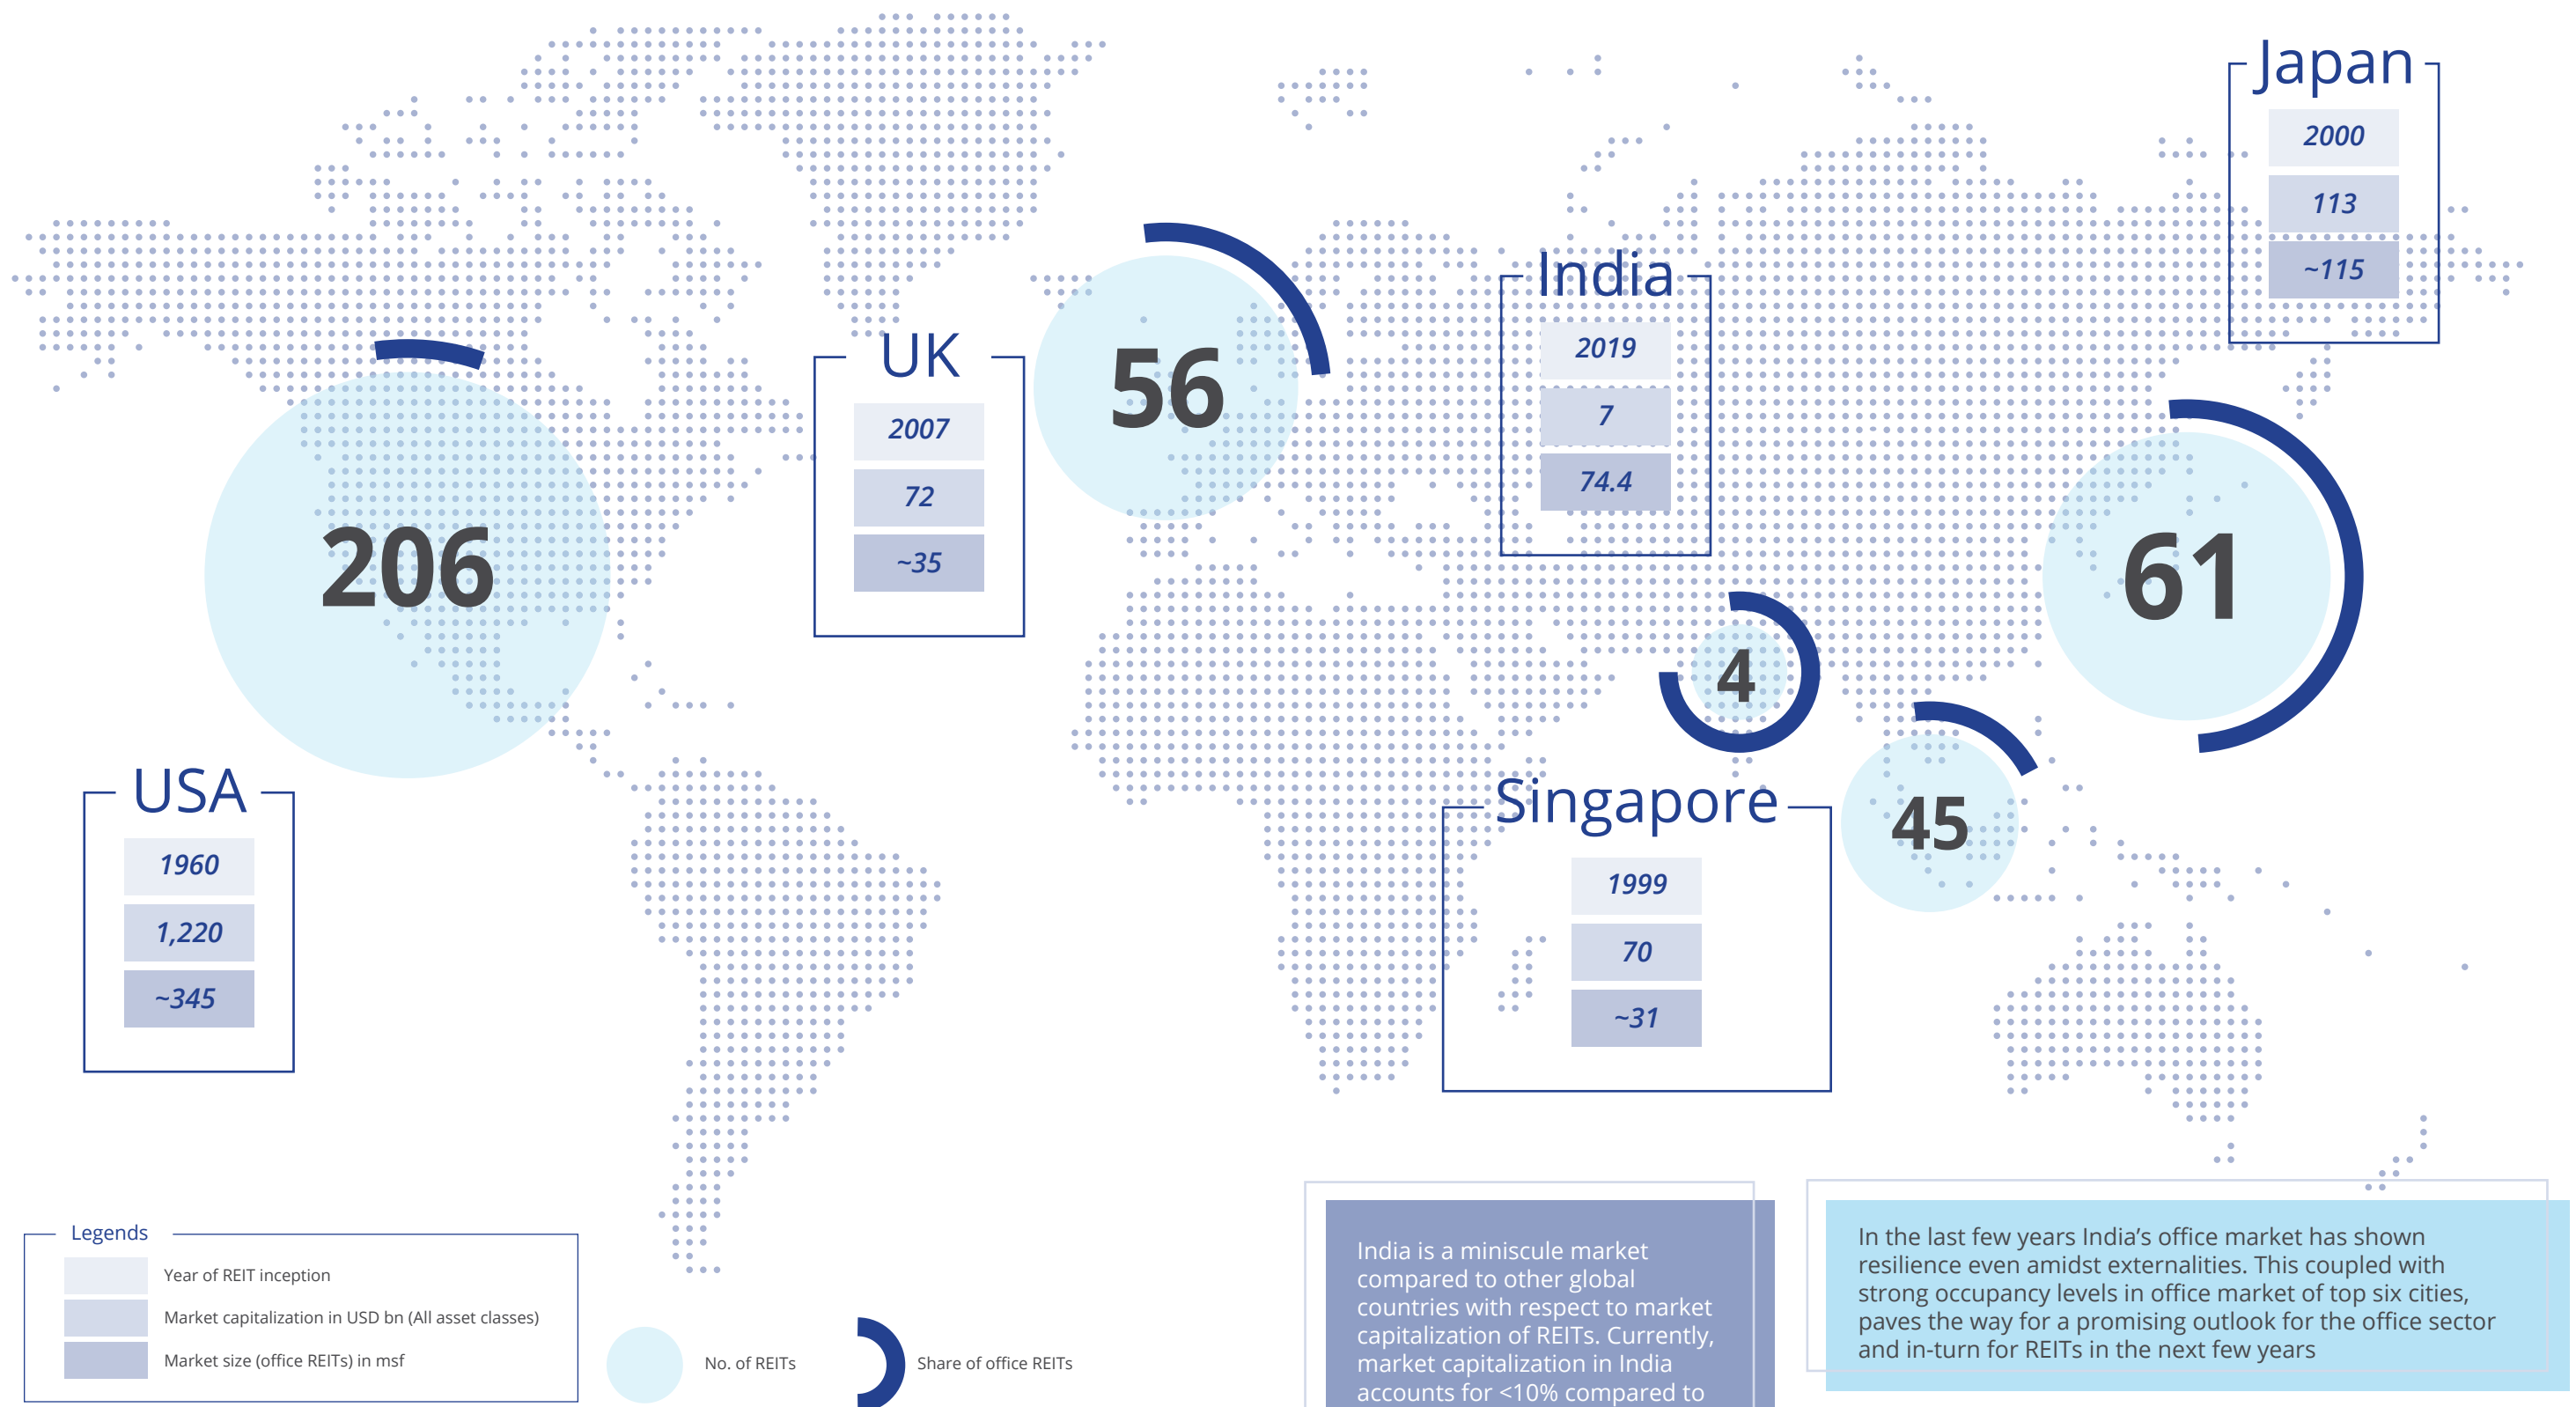 Japan
2000
113
~115
India
2019
7
74.4
UK
2007
72
~35
56
206
61
4
45
USA
1960
1,220
~345
Singapore
1999
70
~31
Legends
Year of REIT inception
Market capitalization in USD bn (All asset classes)
Market size (office REITs) in msf
No. of REITs
Share of office REITs
India is a miniscule market
compared to other global
countries with respect to market
capitalization of REITs. Currently,
market capitalization in India
accounts for <10% compared to
In the last few years India’s office market has shown
resilience even amidst externalities. This coupled with
strong occupancy levels in office market of top six cities,
paves the way for a promising outlook for the office sector
and in-turn for REITs in the next few years